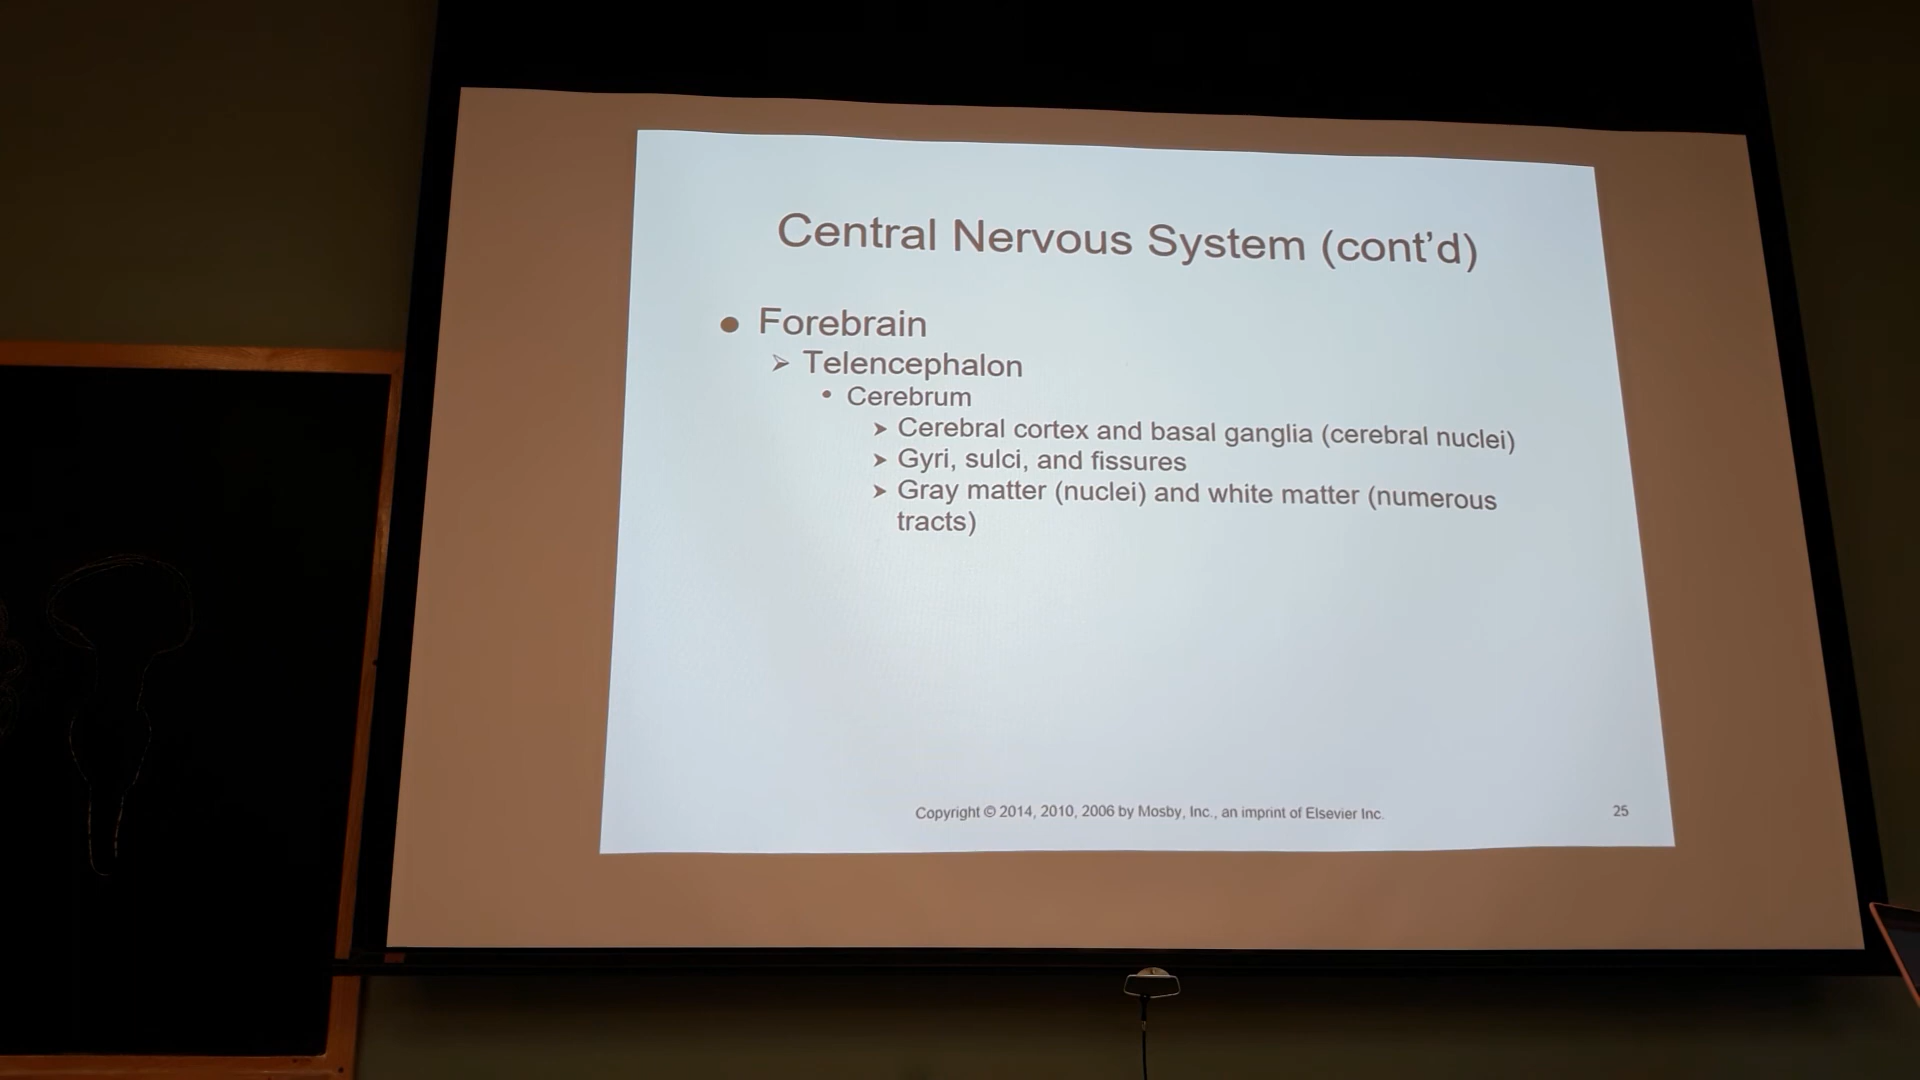 Central Nervous System (cont’d)
● Forebrain
➢ Telencephalon
• Cerebrum
➤ Cerebral cortex and basal ganglia (cerebral nuclei)
➤ Gyri, sulci, and fissures
➤ Gray matter (nuclei) and white matter (numerous
tracts)
Copyright © 2014, 2010, 2006 by Mosby, Inc., an imprint of Elsevier Inc.
25